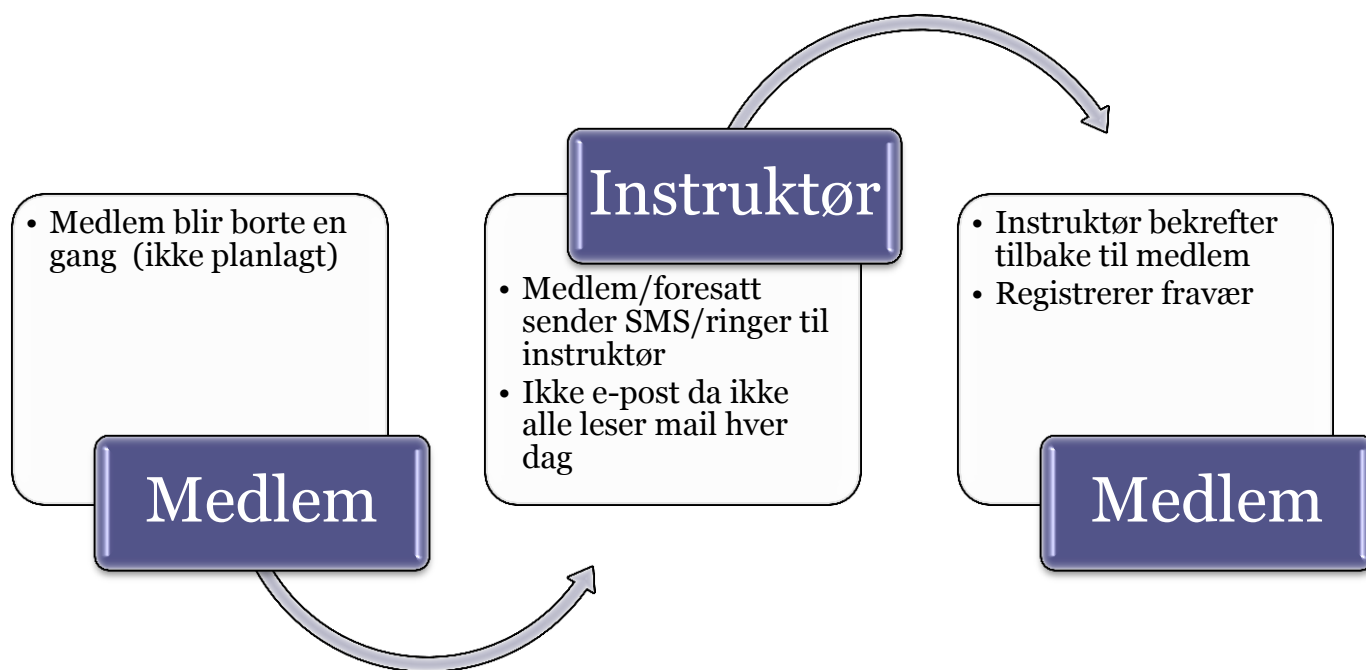 • Medlem blir borte en
gang  (ikke planlagt)
Medlem
Instruktør
• Medlem/foresatt
sender SMS/ringer til
instruktør
• Ikke e-post da ikke
alle leser mail hver
dag
• Instruktør bekrefter
tilbake til medlem
• Registrerer fravær
Medlem